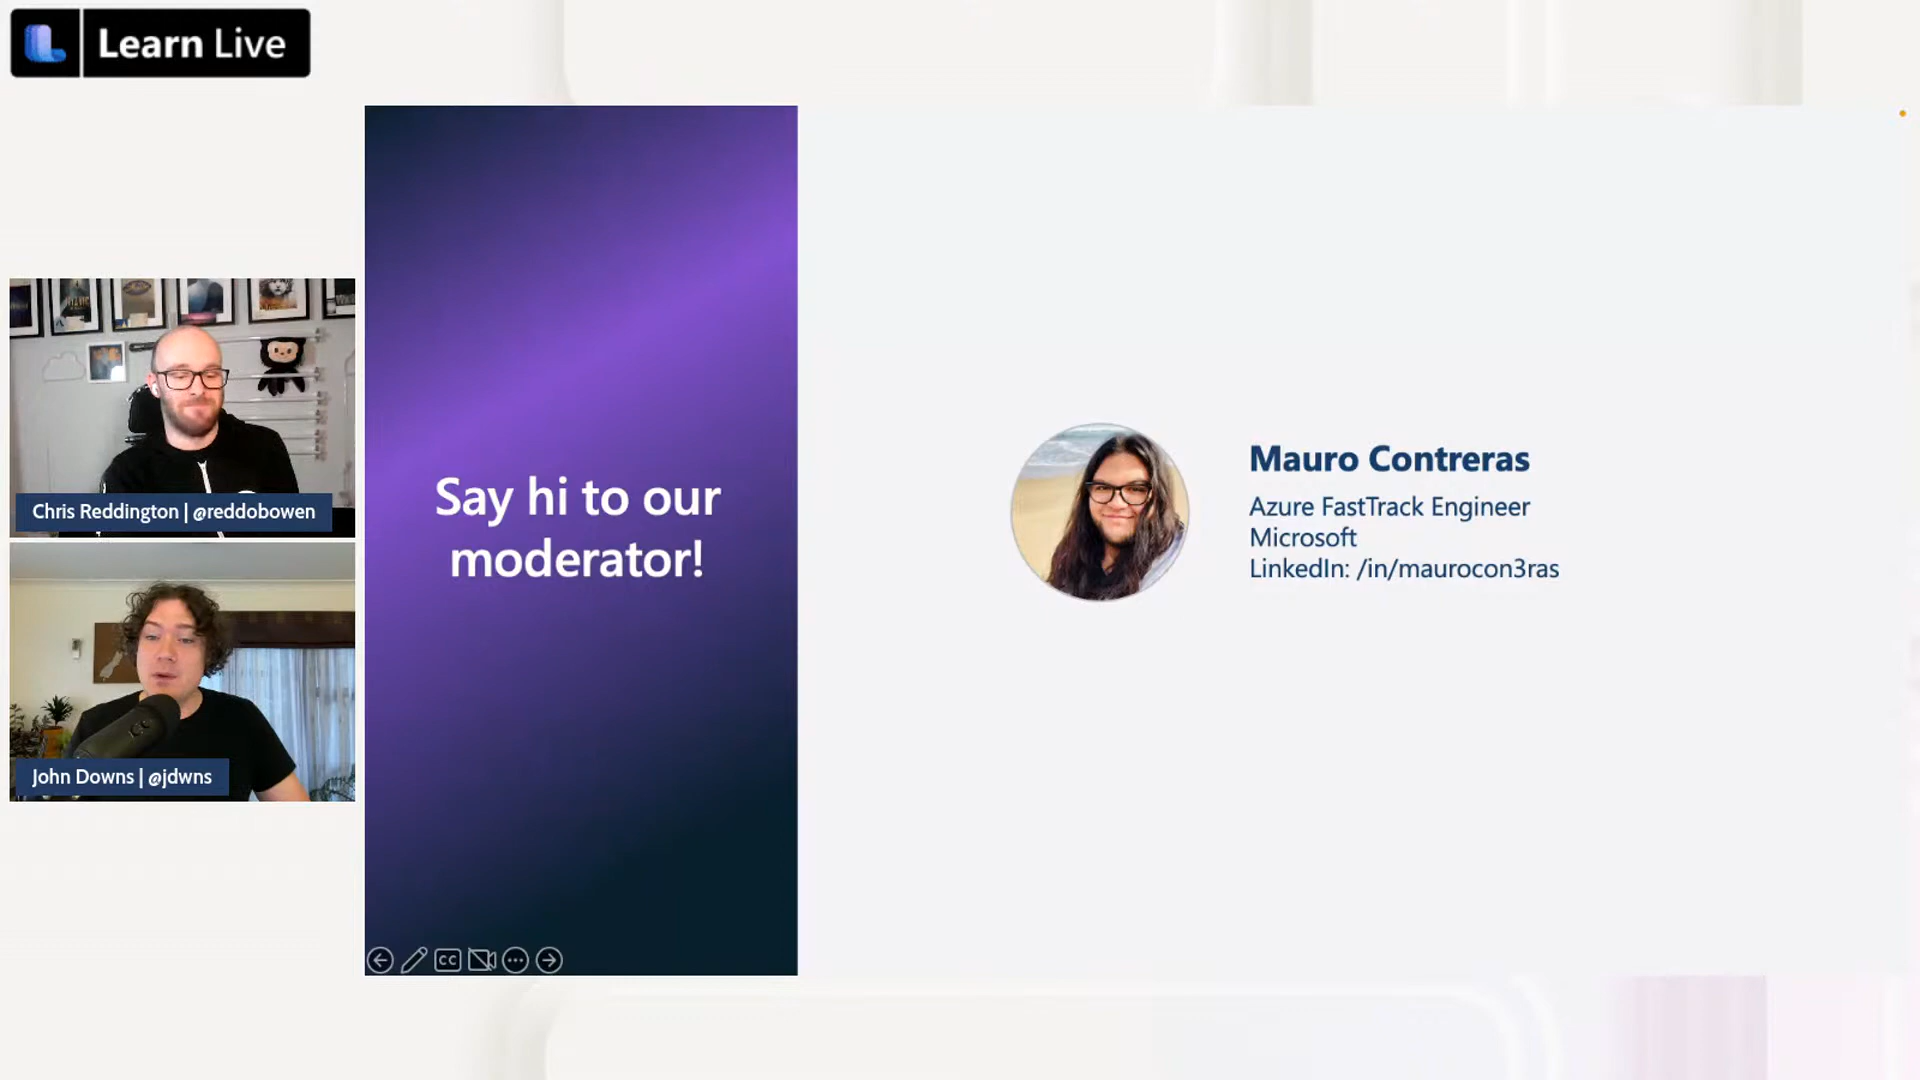 Learn Live
Chris Reddington | @reddobowen
John Downs | @jdwns
Say hi to our
moderator!
CC
Mauro Contreras
Azure FastTrack Engineer
Microsoft
LinkedIn: /in/maurocon3ras